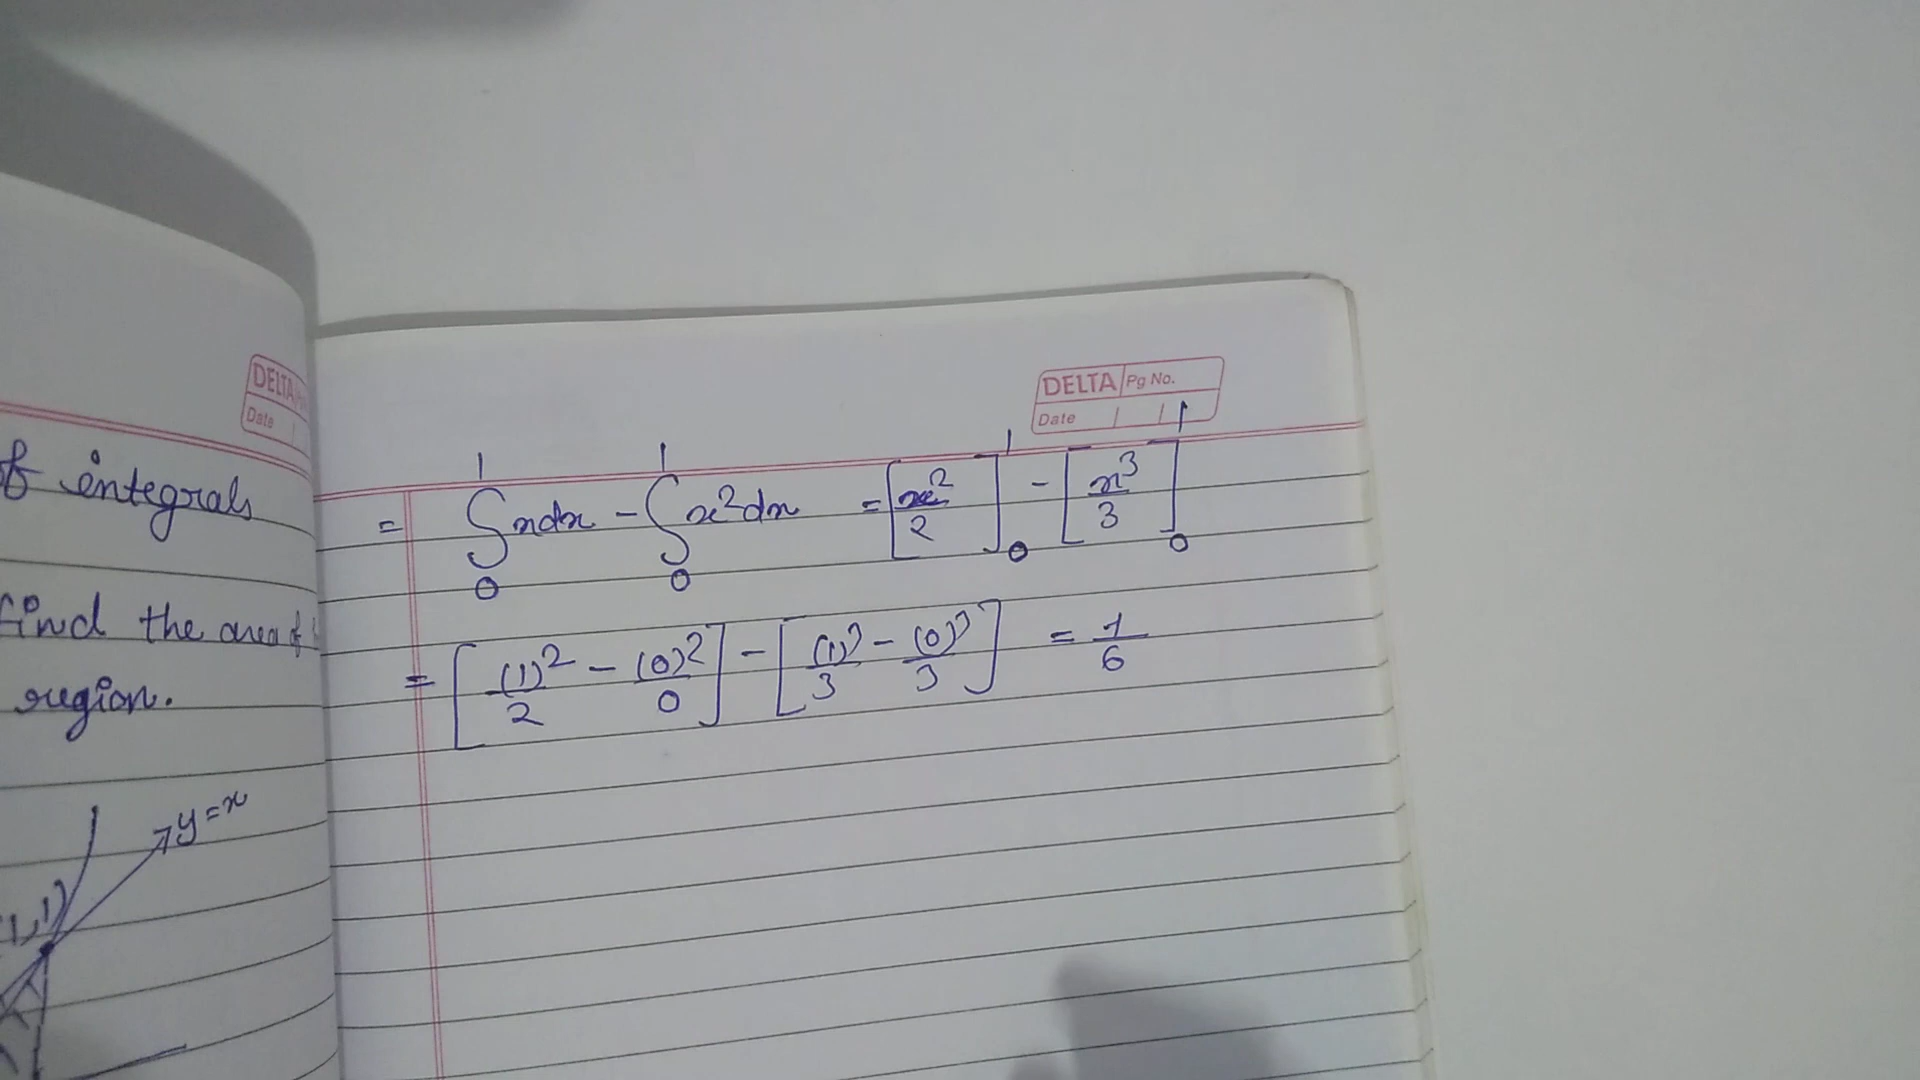 DELTA
Date
of integrals
find the area of
region.
y=x
1,1)
DELTA Pg No.
Date
= ∫₀¹ x dx - ∫₀¹ x² dx = [x²/2]₀¹ - [x³/3]₀¹
= [(1)²/2 - (0)²/0] - [(1)³/3 - (0)³/3] = 1/6